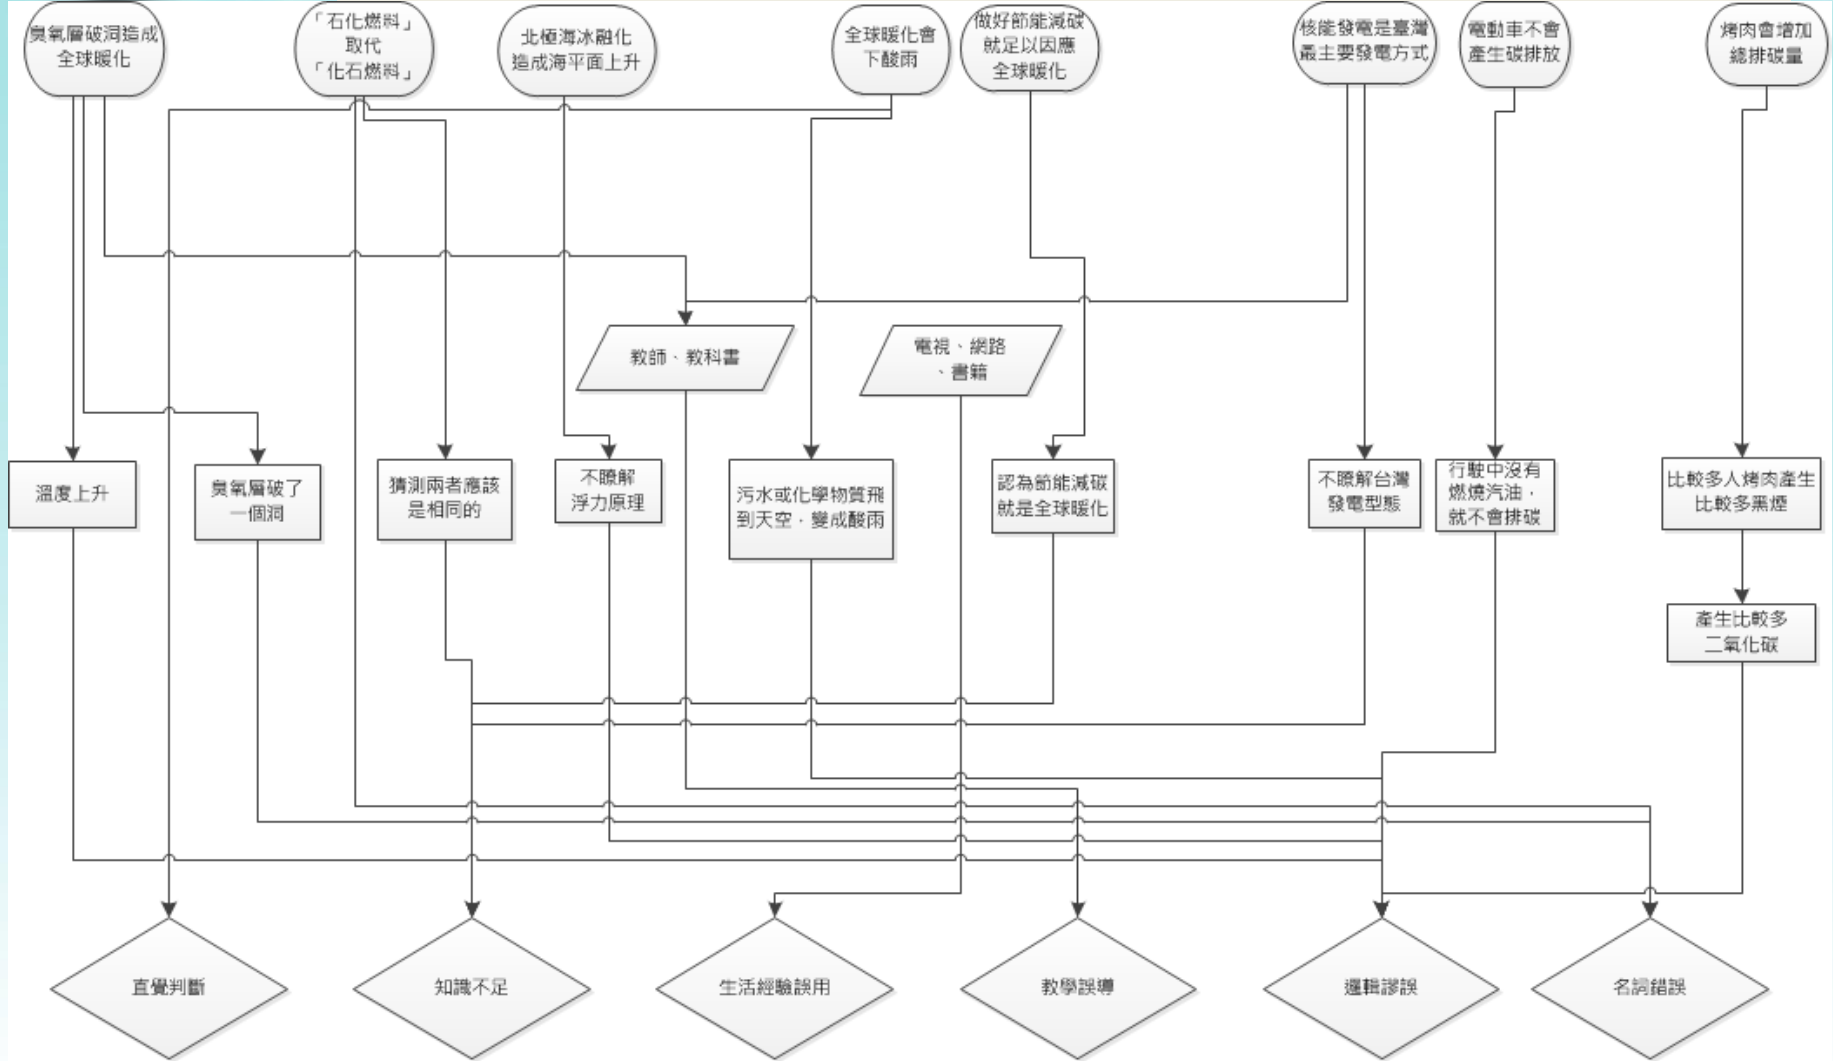 臭氧層破洞造成
全球暖化
「石化燃料」
取代
「化石燃料」
北極海冰融化
造成海平面上升
全球暖化會
下酸雨
做好節能減碳
就足以因應
全球暖化
核能發電是臺灣
最主要發電方式
電動車不會
產生碳排放
烤肉會增加
總排碳量
教師、教科書
電視、網路
、書籍
溫度上升
臭氧層破了
一個洞
猜測兩者應該
是相同的
不瞭解
浮力原理
污水或化學物質飛
到天空，變成酸雨
認為節能減碳
就是全球暖化
不瞭解台灣
發電型態
行駛中沒有
燃燒汽油，
就不會排碳
比較多人烤肉產生
比較多黑煙
產生比較多
二氧化碳
直覺判斷
知識不足
生活經驗誤用
教學誤導
邏輯謬誤
名詞錯誤